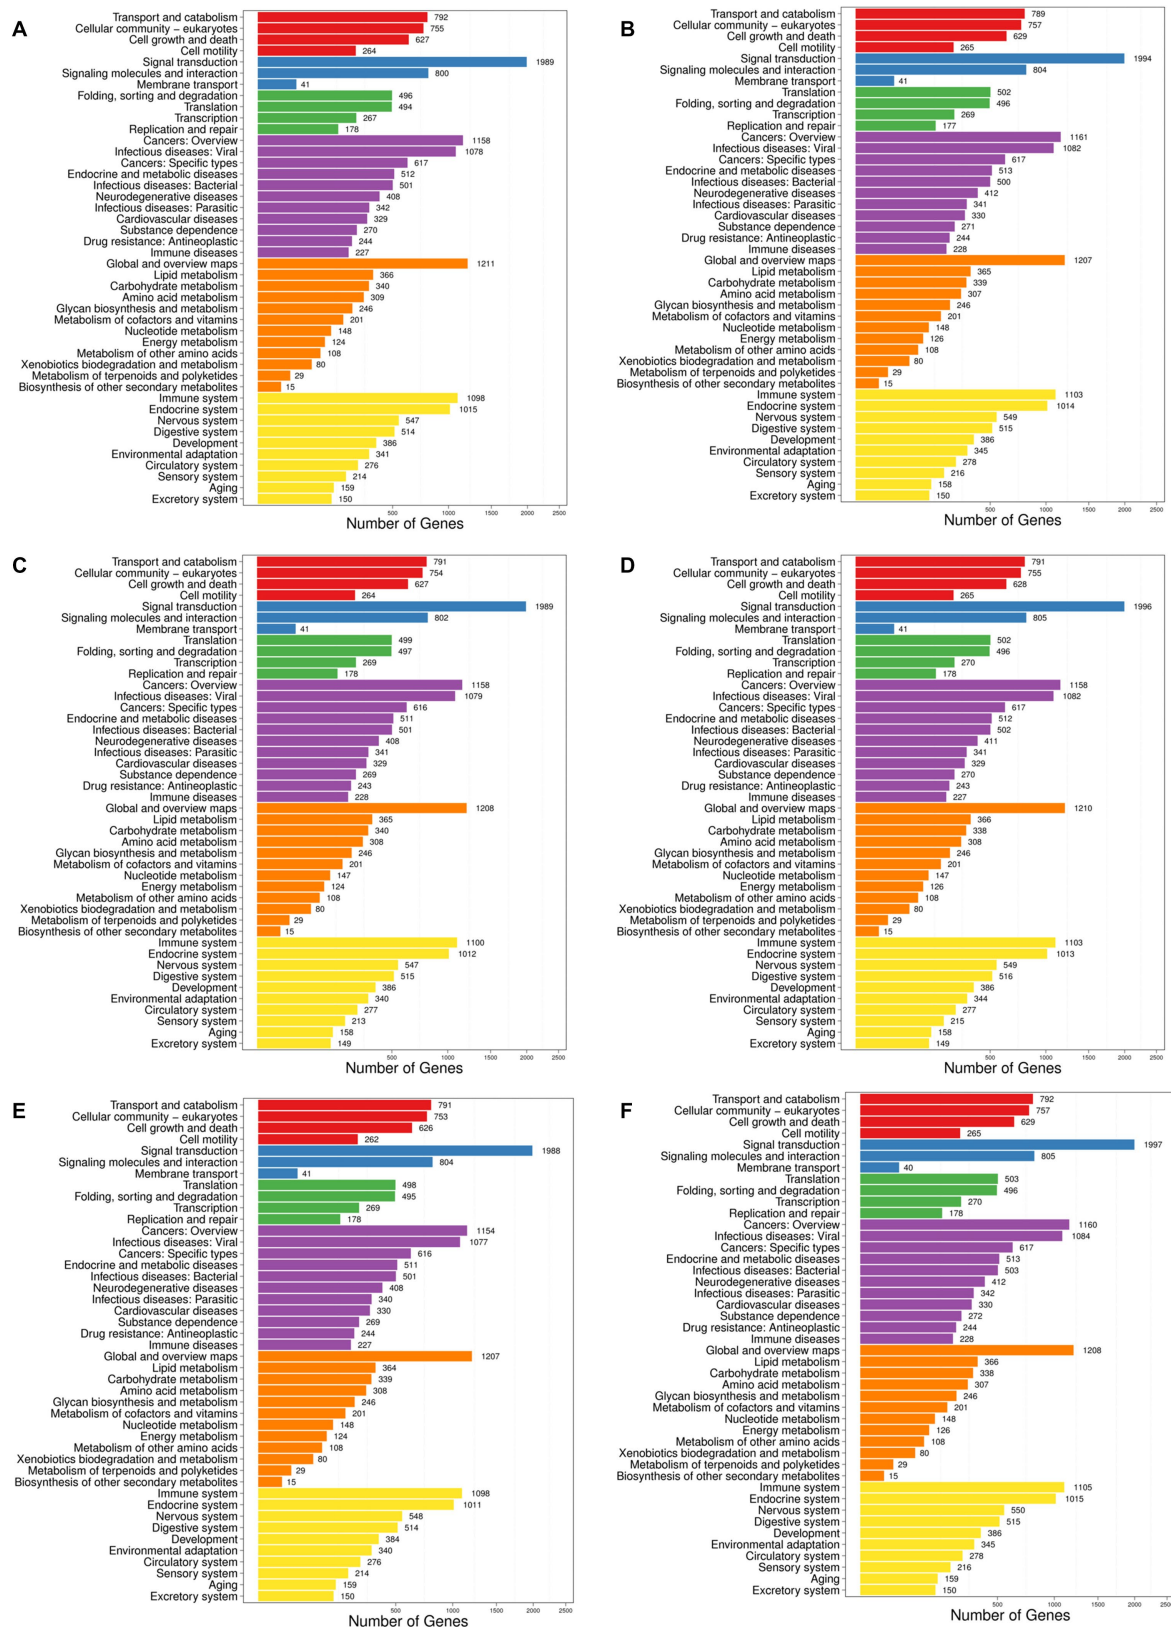 A
Transport and catabolism 792
Cellular community – eukaryotes 755
Cell growth and death 627
Cell motility 264
Signal transduction 1989
Signaling molecules and interaction 800
Membrane transport 41
Folding, sorting and degradation 496
Translation 494
Transcription 267
Replication and repair 178
Cancers: Overview 1158
Infectious diseases: Viral 1078
Cancers: Specific types 617
Endocrine and metabolic diseases 512
Infectious diseases: Bacterial 501
Neurodegenerative diseases 408
Infectious diseases: Parasitic 342
Cardiovascular diseases 329
Substance dependence 270
Drug resistance: Antineoplastic 244
Immune diseases 227
Global and overview maps 1211
Lipid metabolism 366
Carbohydrate metabolism 340
Amino acid metabolism 309
Glycan biosynthesis and metabolism 246
Metabolism of cofactors and vitamins 201
Nucleotide metabolism 148
Energy metabolism 124
Metabolism of other amino acids 108
Xenobiotics biodegradation and metabolism 80
Metabolism of terpenoids and polyketides 29
Biosynthesis of other secondary metabolites 15
Immune system 1098
Endocrine system 1015
Nervous system 547
Digestive system 514
Development 386
Environmental adaptation 341
Circulatory system 276
Sensory system 214
Aging 159
Excretory system 150
500 1000 1500 2000 2500
Number of Genes
B
Transport and catabolism 789
Cellular community – eukaryotes 757
Cell growth and death 629
Cell motility 265
Signal transduction 1994
Signaling molecules and interaction 804
Membrane transport 41
Translation 502
Folding, sorting and degradation 496
Transcription 269
Replication and repair 177
Cancers: Overview 1161
Infectious diseases: Viral 1082
Cancers: Specific types 617
Endocrine and metabolic diseases 513
Infectious diseases: Bacterial 500
Neurodegenerative diseases 412
Infectious diseases: Parasitic 341
Cardiovascular diseases 330
Substance dependence 271
Drug resistance: Antineoplastic 244
Immune diseases 228
Global and overview maps 1207
Lipid metabolism 365
Carbohydrate metabolism 339
Amino acid metabolism 307
Glycan biosynthesis and metabolism 246
Metabolism of cofactors and vitamins 201
Nucleotide metabolism 148
Energy metabolism 126
Metabolism of other amino acids 108
Xenobiotics biodegradation and metabolism 80
Metabolism of terpenoids and polyketides 29
Biosynthesis of other secondary metabolites 15
Immune system 1103
Endocrine system 1014
Nervous system 549
Digestive system 515
Development 386
Environmental adaptation 345
Circulatory system 278
Sensory system 216
Aging 158
Excretory system 150
500 1000 1500 2000 2500
Number of Genes
C
Transport and catabolism 791
Cellular community – eukaryotes 754
Cell growth and death 627
Cell motility 264
Signal transduction 1989
Signaling molecules and interaction 802
Membrane transport 41
Translation 499
Folding, sorting and degradation 497
Transcription 269
Replication and repair 178
Cancers: Overview 1158
Infectious diseases: Viral 1079
Cancers: Specific types 616
Endocrine and metabolic diseases 511
Infectious diseases: Bacterial 501
Neurodegenerative diseases 408
Infectious diseases: Parasitic 341
Cardiovascular diseases 329
Substance dependence 269
Drug resistance: Antineoplastic 243
Immune diseases 228
Global and overview maps 1208
Lipid metabolism 365
Carbohydrate metabolism 340
Amino acid metabolism 308
Glycan biosynthesis and metabolism 246
Metabolism of cofactors and vitamins 201
Nucleotide metabolism 147
Energy metabolism 124
Metabolism of other amino acids 108
Xenobiotics biodegradation and metabolism 80
Metabolism of terpenoids and polyketides 29
Biosynthesis of other secondary metabolites 15
Immune system 1100
Endocrine system 1012
Nervous system 547
Digestive system 515
Development 386
Environmental adaptation 340
Circulatory system 277
Sensory system 213
Aging 158
Excretory system 149
500 1000 1500 2000 2500
Number of Genes
D
Transport and catabolism 791
Cellular community – eukaryotes 755
Cell growth and death 628
Cell motility 265
Signal transduction 1996
Signaling molecules and interaction 805
Membrane transport 41
Translation 502
Folding, sorting and degradation 496
Transcription 270
Replication and repair 178
Cancers: Overview 1158
Infectious diseases: Viral 1082
Cancers: Specific types 617
Endocrine and metabolic diseases 512
Infectious diseases: Bacterial 502
Neurodegenerative diseases 411
Infectious diseases: Parasitic 341
Cardiovascular diseases 329
Substance dependence 270
Drug resistance: Antineoplastic 243
Immune diseases 227
Global and overview maps 1210
Lipid metabolism 366
Carbohydrate metabolism 338
Amino acid metabolism 308
Glycan biosynthesis and metabolism 246
Metabolism of cofactors and vitamins 201
Nucleotide metabolism 147
Energy metabolism 126
Metabolism of other amino acids 108
Xenobiotics biodegradation and metabolism 80
Metabolism of terpenoids and polyketides 29
Biosynthesis of other secondary metabolites 15
Immune system 1103
Endocrine system 1013
Nervous system 549
Digestive system 516
Development 386
Environmental adaptation 344
Circulatory system 277
Sensory system 215
Aging 158
Excretory system 149
500 1000 1500 2000 2500
Number of Genes
E
Transport and catabolism 791
Cellular community – eukaryotes 753
Cell growth and death 626
Cell motility 262
Signal transduction 1988
Signaling molecules and interaction 804
Membrane transport 41
Translation 498
Folding, sorting and degradation 495
Transcription 269
Replication and repair 178
Cancers: Overview 1154
Infectious diseases: Viral 1077
Cancers: Specific types 616
Endocrine and metabolic diseases 511
Infectious diseases: Bacterial 501
Neurodegenerative diseases 408
Infectious diseases: Parasitic 340
Cardiovascular diseases 330
Substance dependence 269
Drug resistance: Antineoplastic 244
Immune diseases 227
Global and overview maps 1207
Lipid metabolism 364
Carbohydrate metabolism 339
Amino acid metabolism 308
Glycan biosynthesis and metabolism 246
Metabolism of cofactors and vitamins 201
Nucleotide metabolism 148
Energy metabolism 124
Metabolism of other amino acids 108
Xenobiotics biodegradation and metabolism 80
Metabolism of terpenoids and polyketides 29
Biosynthesis of other secondary metabolites 15
Immune system 1098
Endocrine system 1011
Nervous system 548
Digestive system 514
Development 384
Environmental adaptation 340
Circulatory system 276
Sensory system 214
Aging 159
Excretory system 150
500 1000 1500 2000 2500
Number of Genes
F
Transport and catabolism 792
Cellular community – eukaryotes 757
Cell growth and death 629
Cell motility 265
Signal transduction 1997
Signaling molecules and interaction 805
Membrane transport 40
Translation 503
Folding, sorting and degradation 496
Transcription 270
Replication and repair 178
Cancers: Overview 1160
Infectious diseases: Viral 1084
Cancers: Specific types 617
Endocrine and metabolic diseases 513
Infectious diseases: Bacterial 503
Neurodegenerative diseases 412
Infectious diseases: Parasitic 342
Cardiovascular diseases 330
Substance dependence 272
Drug resistance: Antineoplastic 244
Immune diseases 228
Global and overview maps 1208
Lipid metabolism 366
Carbohydrate metabolism 338
Amino acid metabolism 307
Glycan biosynthesis and metabolism 246
Metabolism of cofactors and vitamins 201
Nucleotide metabolism 148
Energy metabolism 126
Metabolism of other amino acids 108
Xenobiotics biodegradation and metabolism 80
Metabolism of terpenoids and polyketides 29
Biosynthesis of other secondary metabolites 15
Immune system 1105
Endocrine system 1015
Nervous system 550
Digestive system 515
Development 386
Environmental adaptation 345
Circulatory system 278
Sensory system 216
Aging 159
Excretory system 150
500 1000 1500 2000 2500
Number of Genes